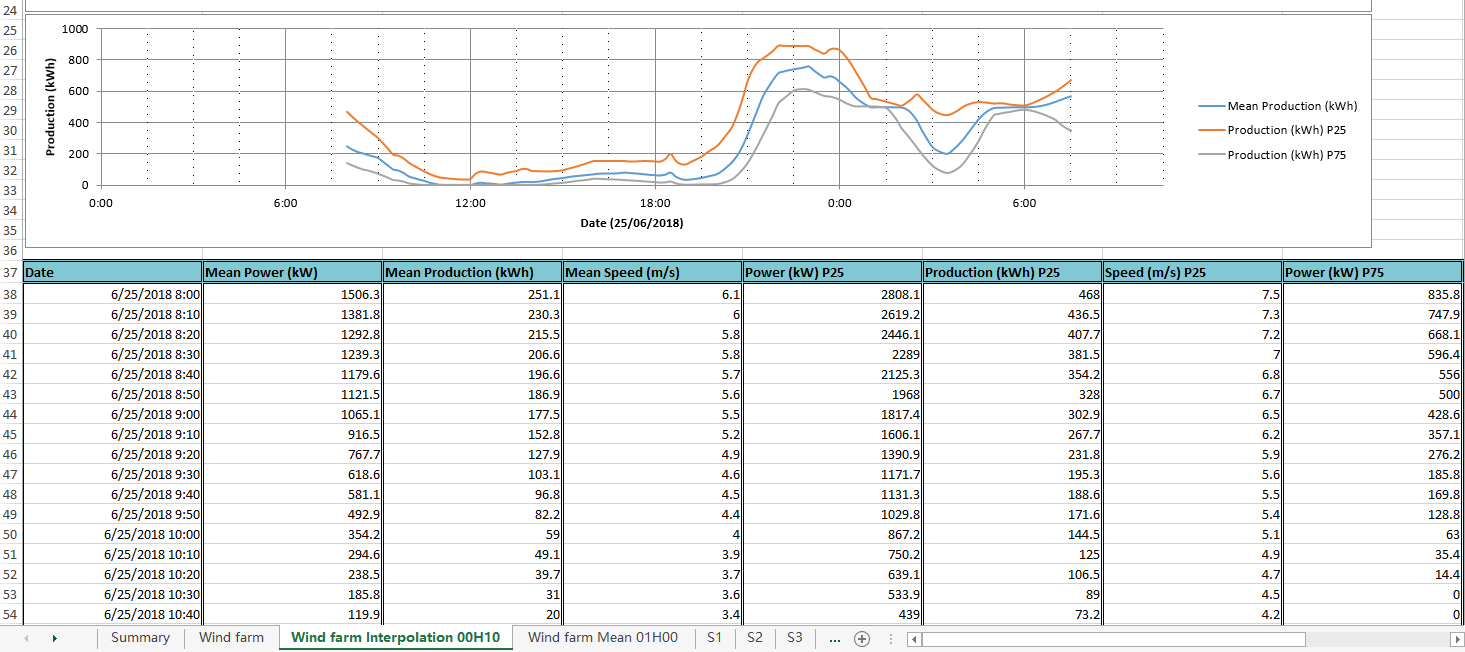 24
25
26
27
28
29
30
31
32
33
34
35
36
1000
800
600
400
200
0
Production (kWh)
0:00 6:00 12:00 18:00 0:00 6:00
Date (25/06/2018)
Mean Production (kWh)
Production (kWh) P25
Production (kWh) P75
37 Date Mean Power (kW) Mean Production (kWh) Mean Speed (m/s) Power (kW) P25 Production (kWh) P25 Speed (m/s) P25 Power (kW) P75
38 6/25/2018 8:00 1506.3 251.1 6.1 2808.1 468 7.5 835.8
39 6/25/2018 8:10 1381.8 230.3 6 2619.2 436.5 7.3 747.9
40 6/25/2018 8:20 1292.8 215.5 5.8 2446.1 407.7 7.2 668.1
41 6/25/2018 8:30 1239.3 206.6 5.8 2289 381.5 7 596.4
42 6/25/2018 8:40 1179.6 196.6 5.7 2125.3 354.2 6.8 556
43 6/25/2018 8:50 1121.5 186.9 5.6 1968 328 6.7 500
44 6/25/2018 9:00 1065.1 177.5 5.5 1817.4 302.9 6.5 428.6
45 6/25/2018 9:10 916.5 152.8 5.2 1606.1 267.7 6.2 357.1
46 6/25/2018 9:20 767.7 127.9 4.9 1390.9 231.8 5.9 276.2
47 6/25/2018 9:30 618.6 103.1 4.6 1171.7 195.3 5.6 185.8
48 6/25/2018 9:40 581.1 96.8 4.5 1131.3 188.6 5.5 169.8
49 6/25/2018 9:50 492.9 82.2 4.4 1029.8 171.6 5.4 128.8
50 6/25/2018 10:00 354.2 59 4 867.2 144.5 5.1 63
51 6/25/2018 10:10 294.6 49.1 3.9 750.2 125 4.9 35.4
52 6/25/2018 10:20 238.5 39.7 3.7 639.1 106.5 4.7 14.4
53 6/25/2018 10:30 185.8 31 3.6 533.9 89 4.5 0
54 6/25/2018 10:40 119.9 20 3.4 439 73.2 4.2 0
Summary Wind farm Wind farm Interpolation 00H10 Wind farm Mean 01H00 S1 S2 S3 ...